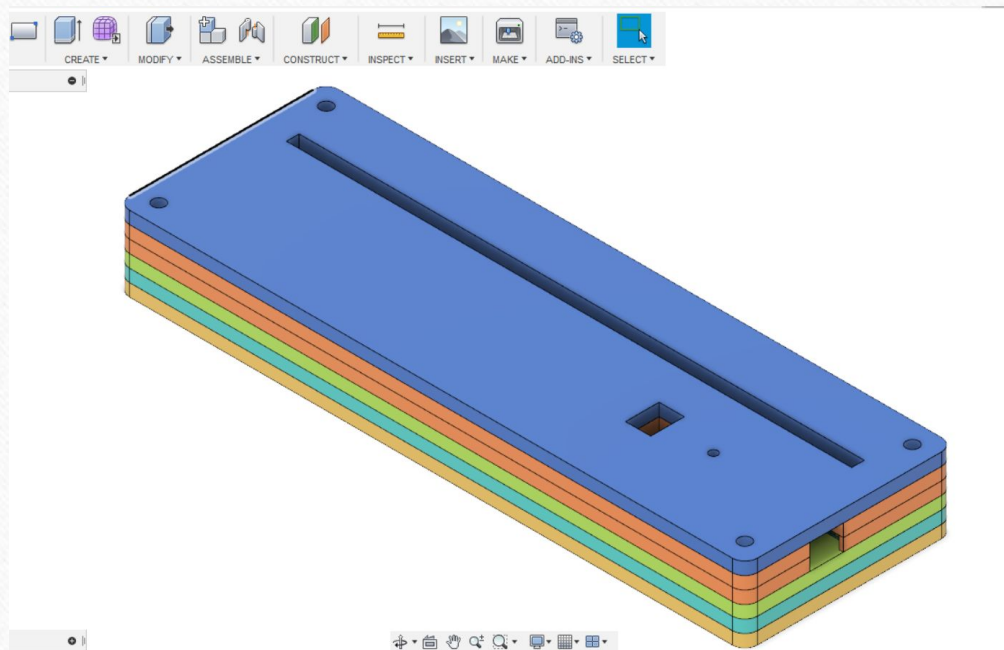 CREATE ▾ MODIFY ▾ ASSEMBLE ▾ CONSTRUCT ▾ INSPECT ▾ INSERT ▾ MAKE ▾ ADD-INS ▾ SELECT ▾